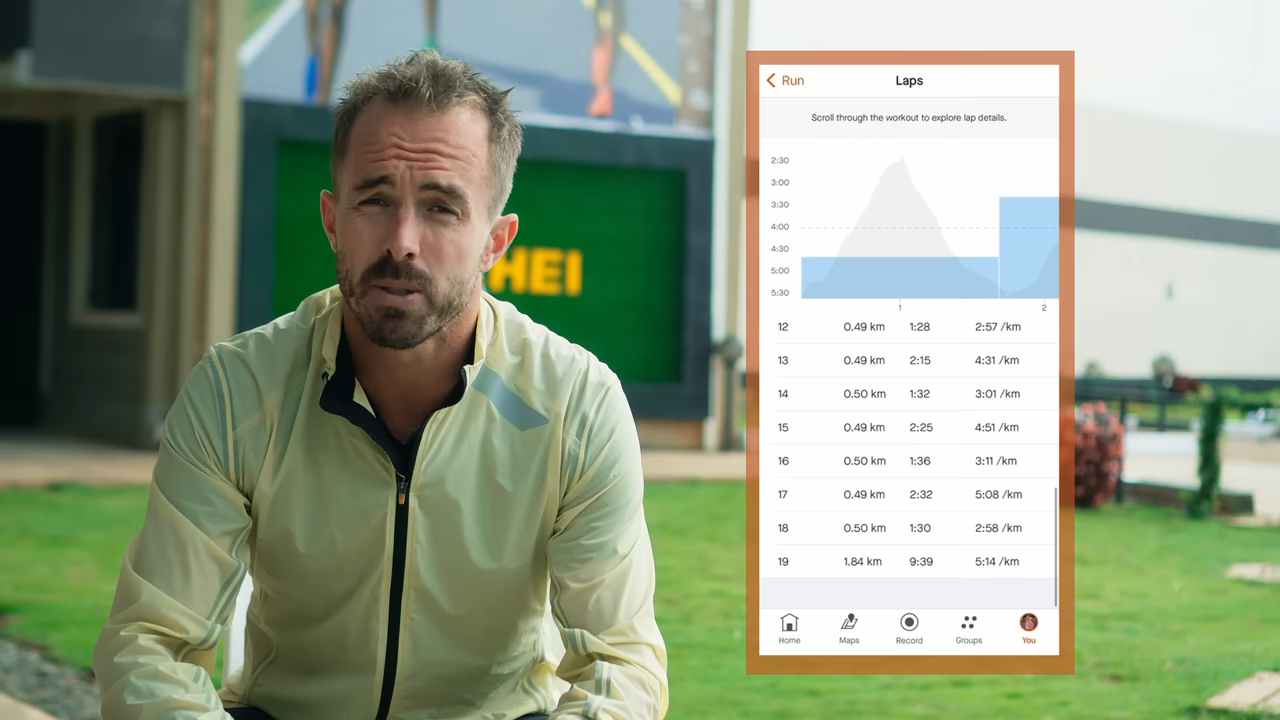 HEI
Run
Laps
Scroll through the workout to explore lap details.
2:30
3:00
3:30
4:00
4:30
5:00
5:30
1 2
12 0.49 km 1:28 2:57 /km
13 0.49 km 2:15 4:31 /km
14 0.50 km 1:32 3:01 /km
15 0.49 km 2:25 4:51 /km
16 0.50 km 1:36 3:11 /km
17 0.49 km 2:32 5:08 /km
18 0.50 km 1:30 2:58 /km
19 1.84 km 9:39 5:14 /km
Home Maps Record Groups You